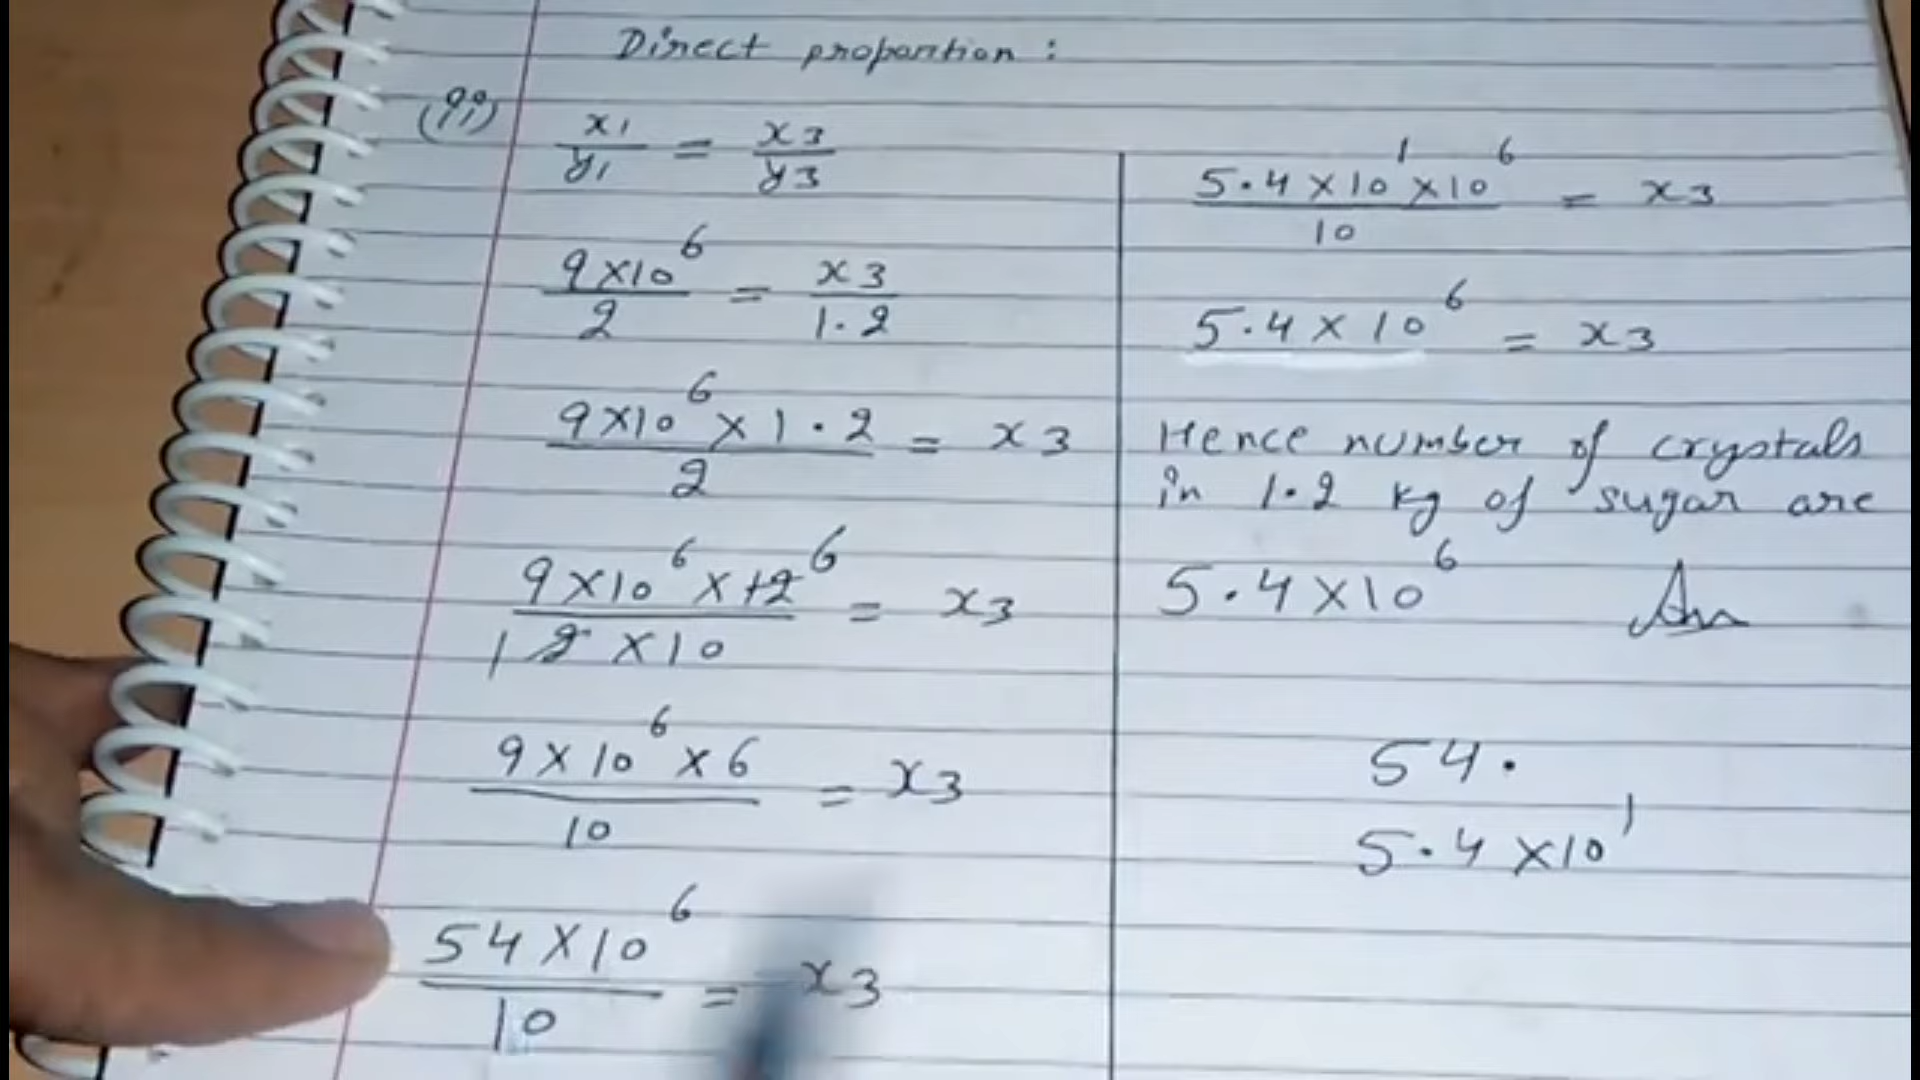 Direct proportion :
(ii) x1/y1 = x3/y3
9×10^6/2 = x3/1.2
9×10^6×1.2/2 = x3
9×10^6×12^6/1 2×10 = x3
9×10^6×6/10 = x3
54×10^6/10 = x3
5.4×10^1×10^6/10 = x3
5.4×10^6 = x3
Hence number of crystals
in 1.2 kg of sugar are
5.4×10^6 Ans
54.
5.4×10^1